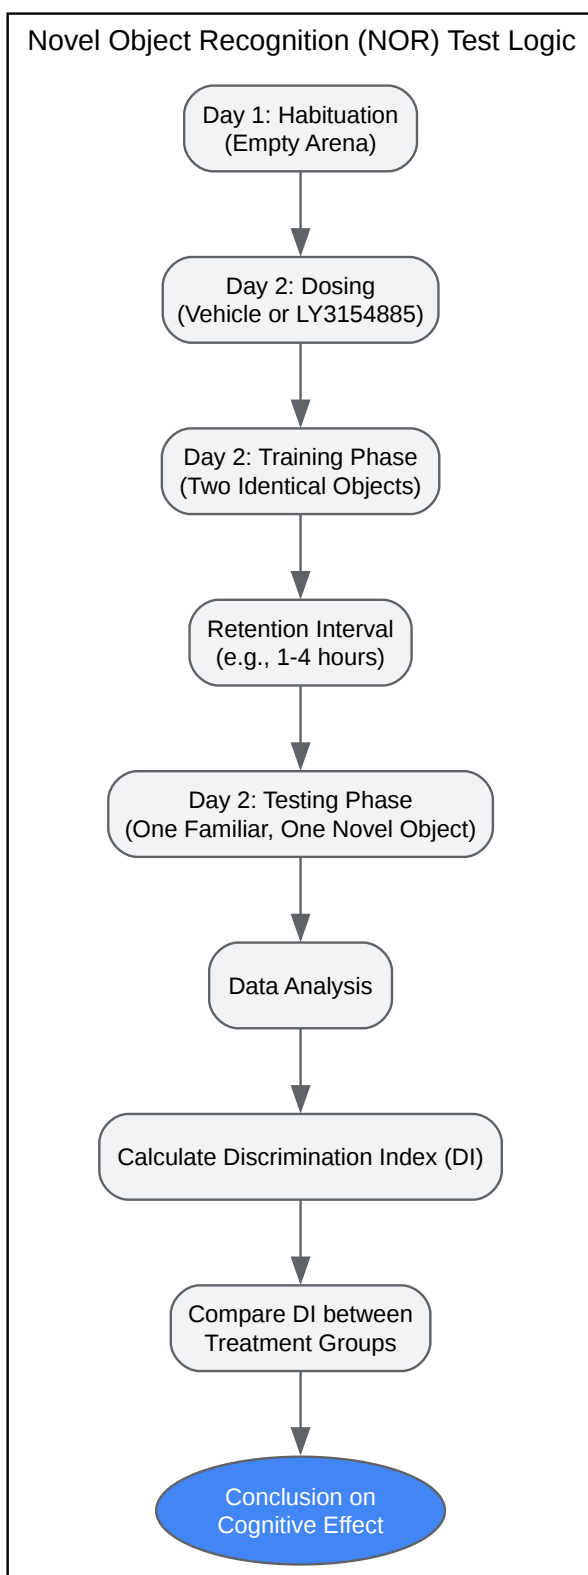 Novel Object Recognition (NOR) Test Logic
Day 1: Habituation
(Empty Arena)
Day 2: Dosing
(Vehicle or LY3154885)
Day 2: Training Phase
(Two Identical Objects)
Retention Interval
(e.g., 1-4 hours)
Day 2: Testing Phase
(One Familiar, One Novel Object)
Data Analysis
Calculate Discrimination Index (DI)
Compare DI between
Treatment Groups
Conclusion on
Cognitive Effect